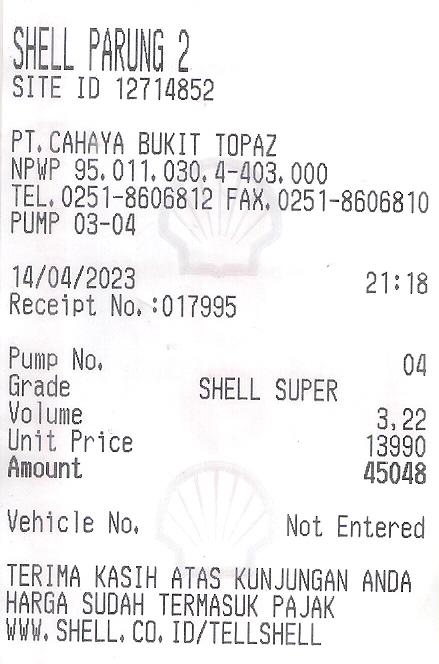 SHELL PARUNG 2
SITE ID 12714852
PT.CAHAYA BUKIT TOPAZ
NPWP 95.011.030.4-403.000
TEL.0251-8606812 FAX.0251-8606810
PUMP 03-04
14/04/2023 21:18
Receipt No.:017995
Pump No. 04
Grade SHELL SUPER
Volume 3,22
Unit Price 13990
Amount 45048
Vehicle No. Not Entered
TERIMA KASIH ATAS KUNJUNGAN ANDA
HARGA SUDAH TERMASUK PAJAK
WWW.SHELL.CO.ID/TELLSHELL